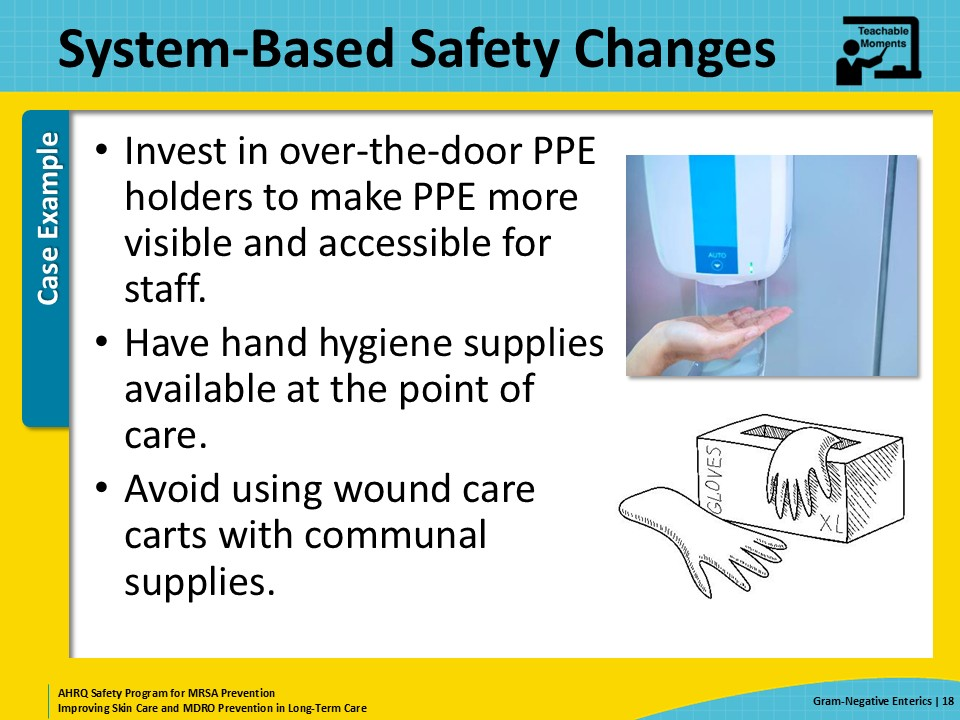 System-Based Safety Changes
Teachable
Moments
Case Example
• Invest in over-the-door PPE
holders to make PPE more
visible and accessible for
staff.
• Have hand hygiene supplies
available at the point of
care.
• Avoid using wound care
carts with communal
supplies.
AUTO
GLOVES
XL
AHRQ Safety Program for MRSA Prevention
Improving Skin Care and MDRO Prevention in Long-Term Care
Gram-Negative Enterics | 18